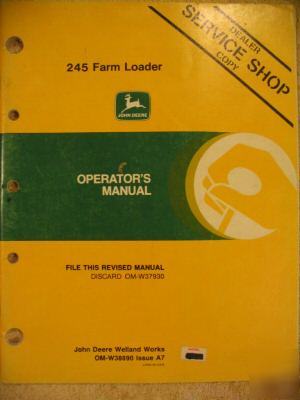 DEALER
SERVICE SHOP
COPY
245 Farm Loader
JOHN DEERE
OPERATOR'S
MANUAL
FILE THIS REVISED MANUAL
DISCARD OM-W37930
John Deere Welland Works
OM-W38890 Issue A7